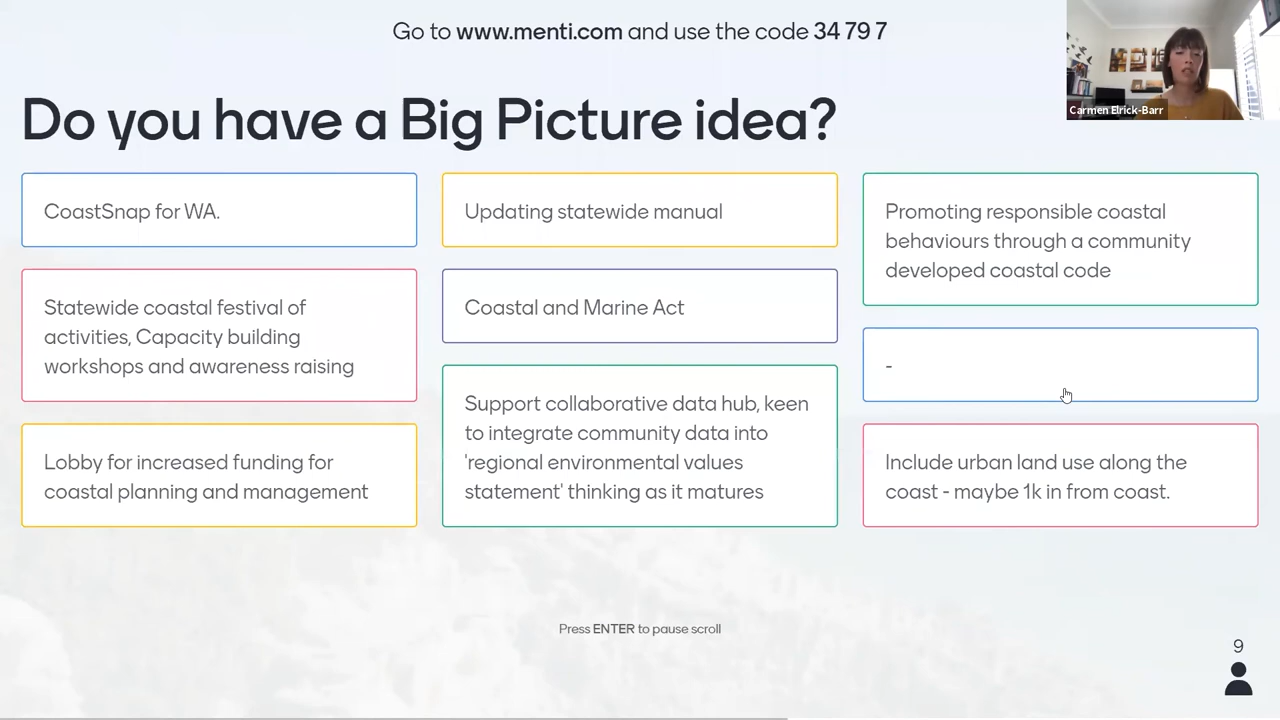 Go to www.menti.com and use the code 34 79 7
Carmen Elrick-Barr
Do you have a Big Picture idea?
CoastSnap for WA.
Statewide coastal festival of
activities, Capacity building
workshops and awareness raising
Lobby for increased funding for
coastal planning and management
Updating statewide manual
Coastal and Marine Act
Support collaborative data hub, keen
to integrate community data into
'regional environmental values
statement' thinking as it matures
Promoting responsible coastal
behaviours through a community
developed coastal code
-
Include urban land use along the
coast - maybe 1k in from coast.
Press ENTER to pause scroll
9